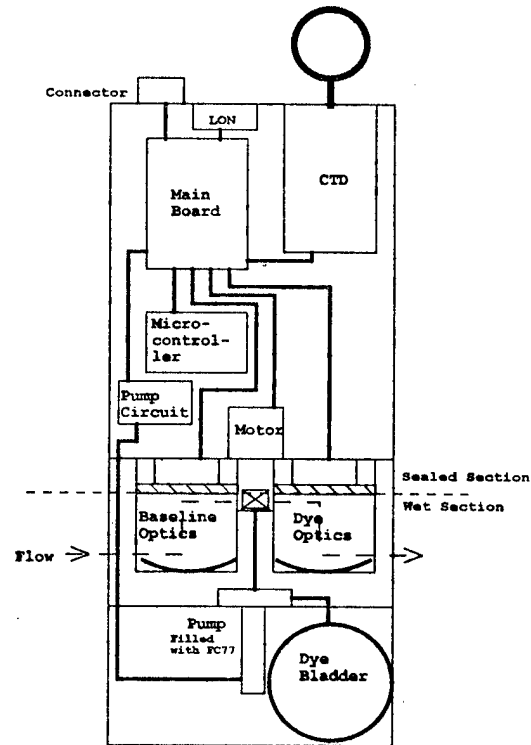 Connector
LON
CTD
Main
Board
Micro-
control-
ler
Pump
Circuit
Motor
Sealed Section
Wet Section
Baseline
Optics
Dye
Optics
Flow
Pump
Filled
with FC77
Dye
Bladder